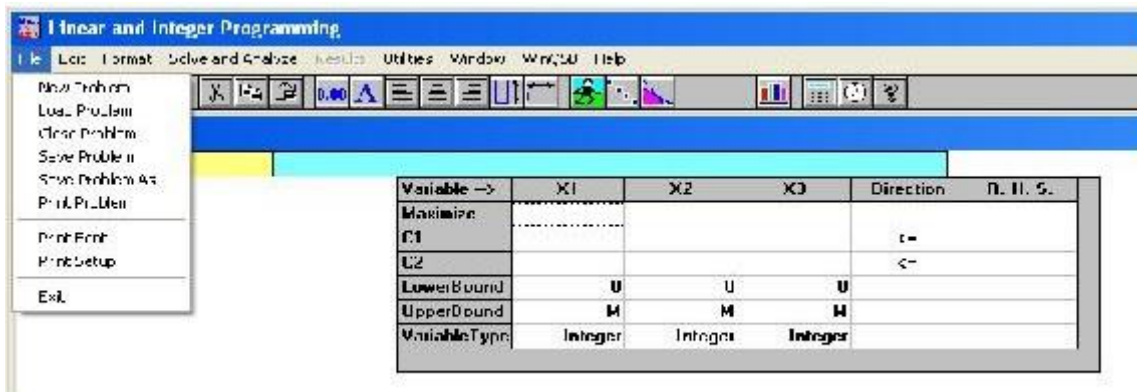 Linear and Integer Programming
File Edit Format Solve and Analyze Results Utilities Window WinQSB Help
New Problem
Load Problem
Close Problem
Save Problem
Save Problem As
Print Problem
Print Font
Print Setup
Exit
0.00 A
Variable --> X1 X2 X3 Direction R. H. S.
Maximize
C1 <=
C2 <=
LowerBound 0 0 0
UpperBound M M M
VariableType Integer Integer Integer